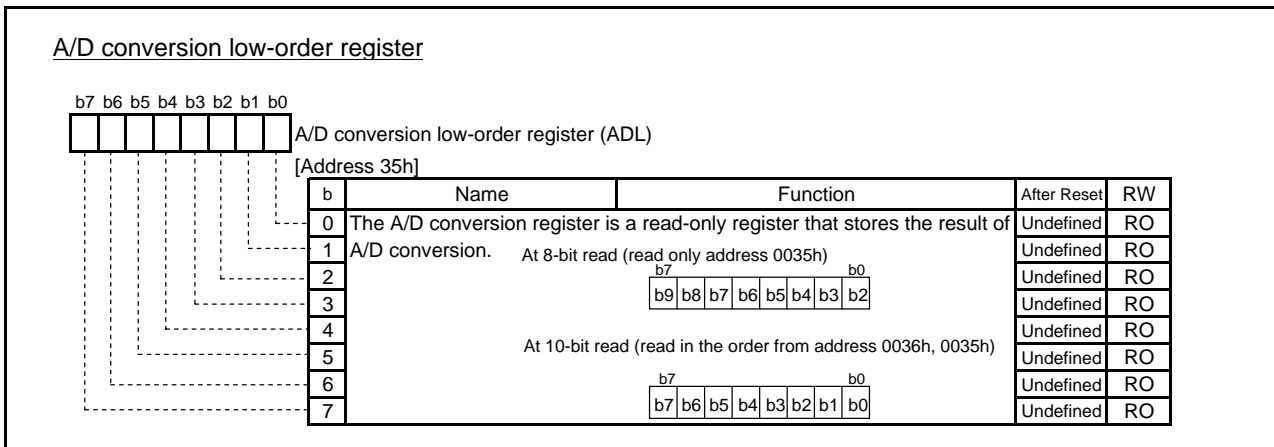 A/D conversion low-order register
b7 b6 b5 b4 b3 b2 b1 b0
A/D conversion low-order register (ADL)
[Address 35h]
b Name Function After Reset RW
0 The A/D conversion register is a read-only register that stores the result of Undefined RO
1 A/D conversion. At 8-bit read (read only address 0035h) Undefined RO
b7 b0
2 Undefined RO
b9 b8 b7 b6 b5 b4 b3 b2
3 Undefined RO
4 Undefined RO
At 10-bit read (read in the order from address 0036h, 0035h)
5 Undefined RO
b7 b0
6 Undefined RO
b7 b6 b5 b4 b3 b2 b1 b0
7 Undefined RO